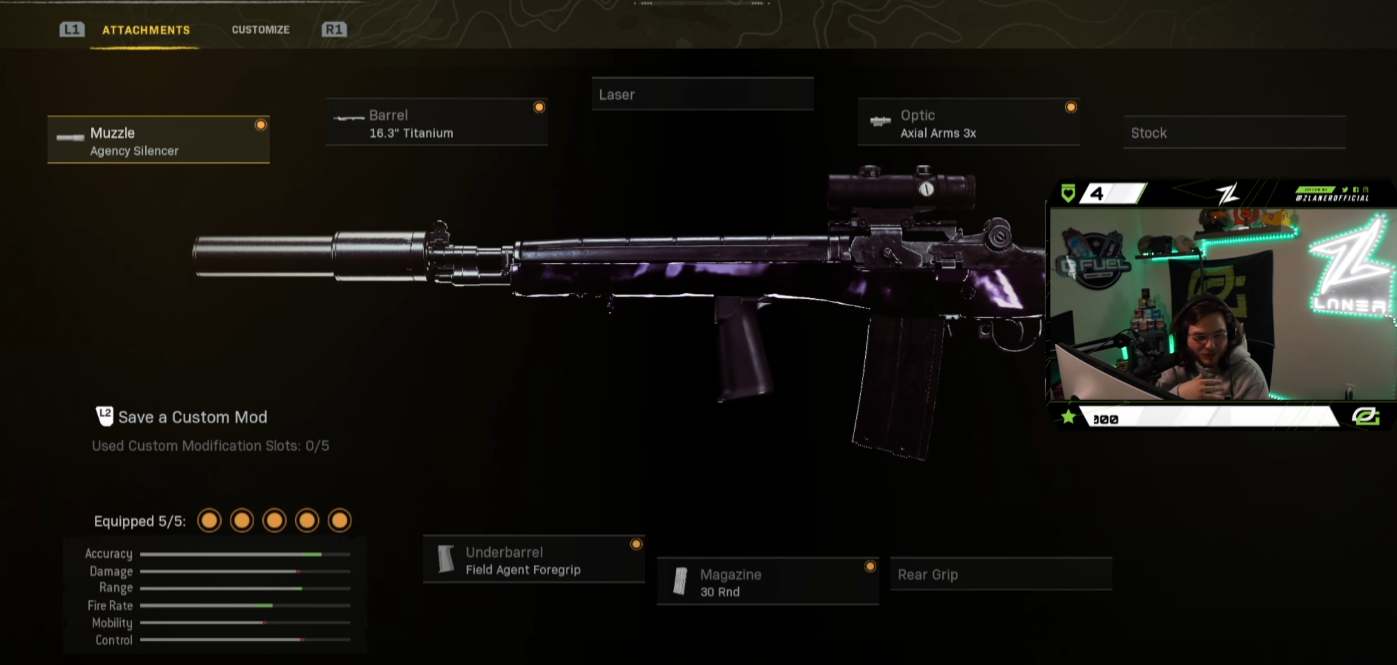 L1
ATTACHMENTS
CUSTOMIZE
R1
Laser
Barrel
16.3" Titanium
Optic
Axial Arms 3x
Muzzle
Agency Silencer
Stock
4
@ZLANEROFFICIAL
G FUEL
LANER
L2
Save a Custom Mod
Used Custom Modification Slots: 0/5
Equipped 5/5:
Accuracy
Damage
Range
Fire Rate
Mobility
Control
Underbarrel
Field Agent Foregrip
Magazine
30 Rnd
Rear Grip